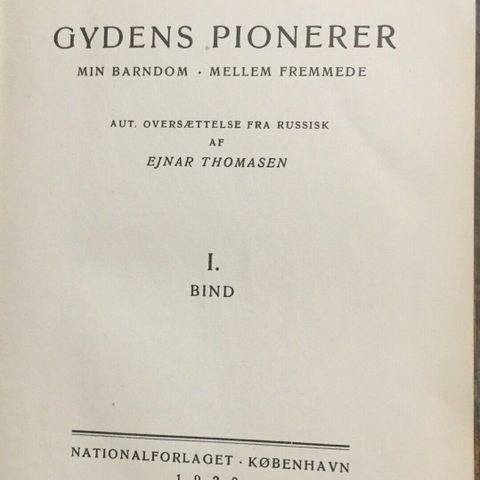 GYDENS PIONERER
MIN BARNDOM · MELLEM FREMMEDE
AUT. OVERSÆTTELSE FRA RUSSISK
AF
EJNAR THOMASEN
I.
BIND
NATIONALFORLAGET · KØBENHAVN